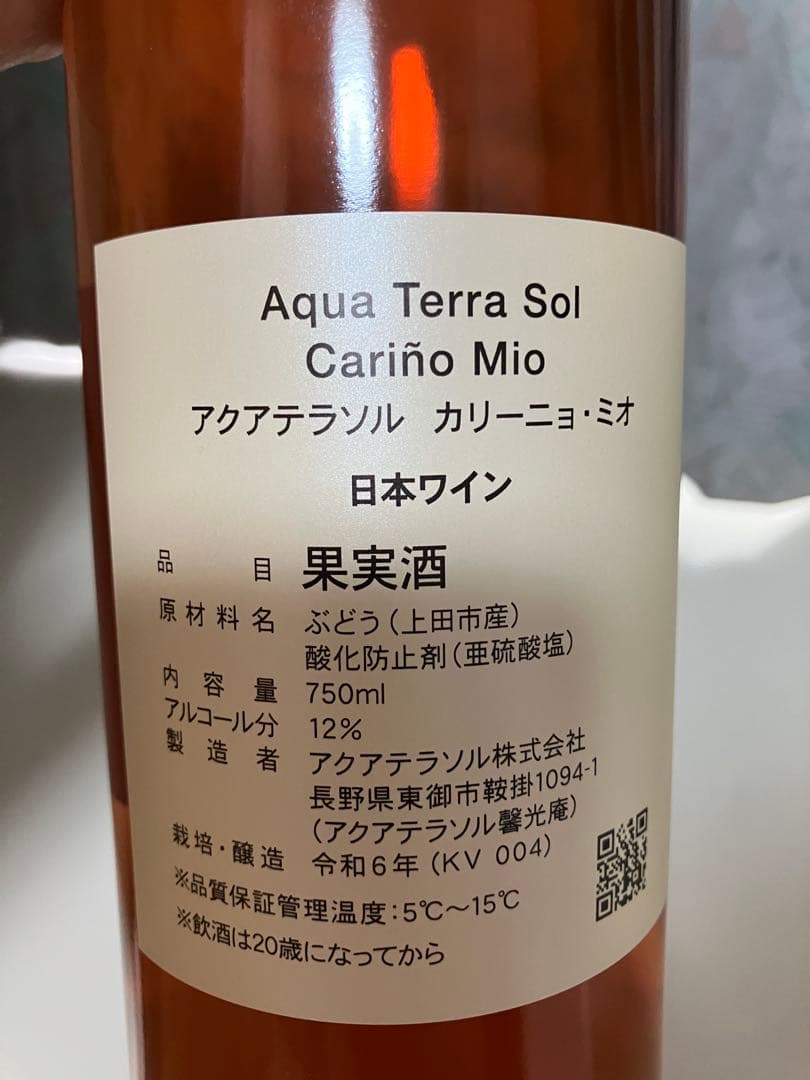 Aqua Terra Sol
Cariño Mio
アクアテラソル カリーニョ・ミオ
日本ワイン
品目 果実酒
原材料名 ぶどう(上田市産)
酸化防止剤(亜硫酸塩)
内容量 750ml
アルコール分 12%
製造者 アクアテラソル株式会社
長野県東御市鞍掛1094-1
(アクアテラソル馨光庵)
栽培・醸造 令和6年(KV 004)
※品質保証管理温度:5℃~15℃
※飲酒は20歳になってから